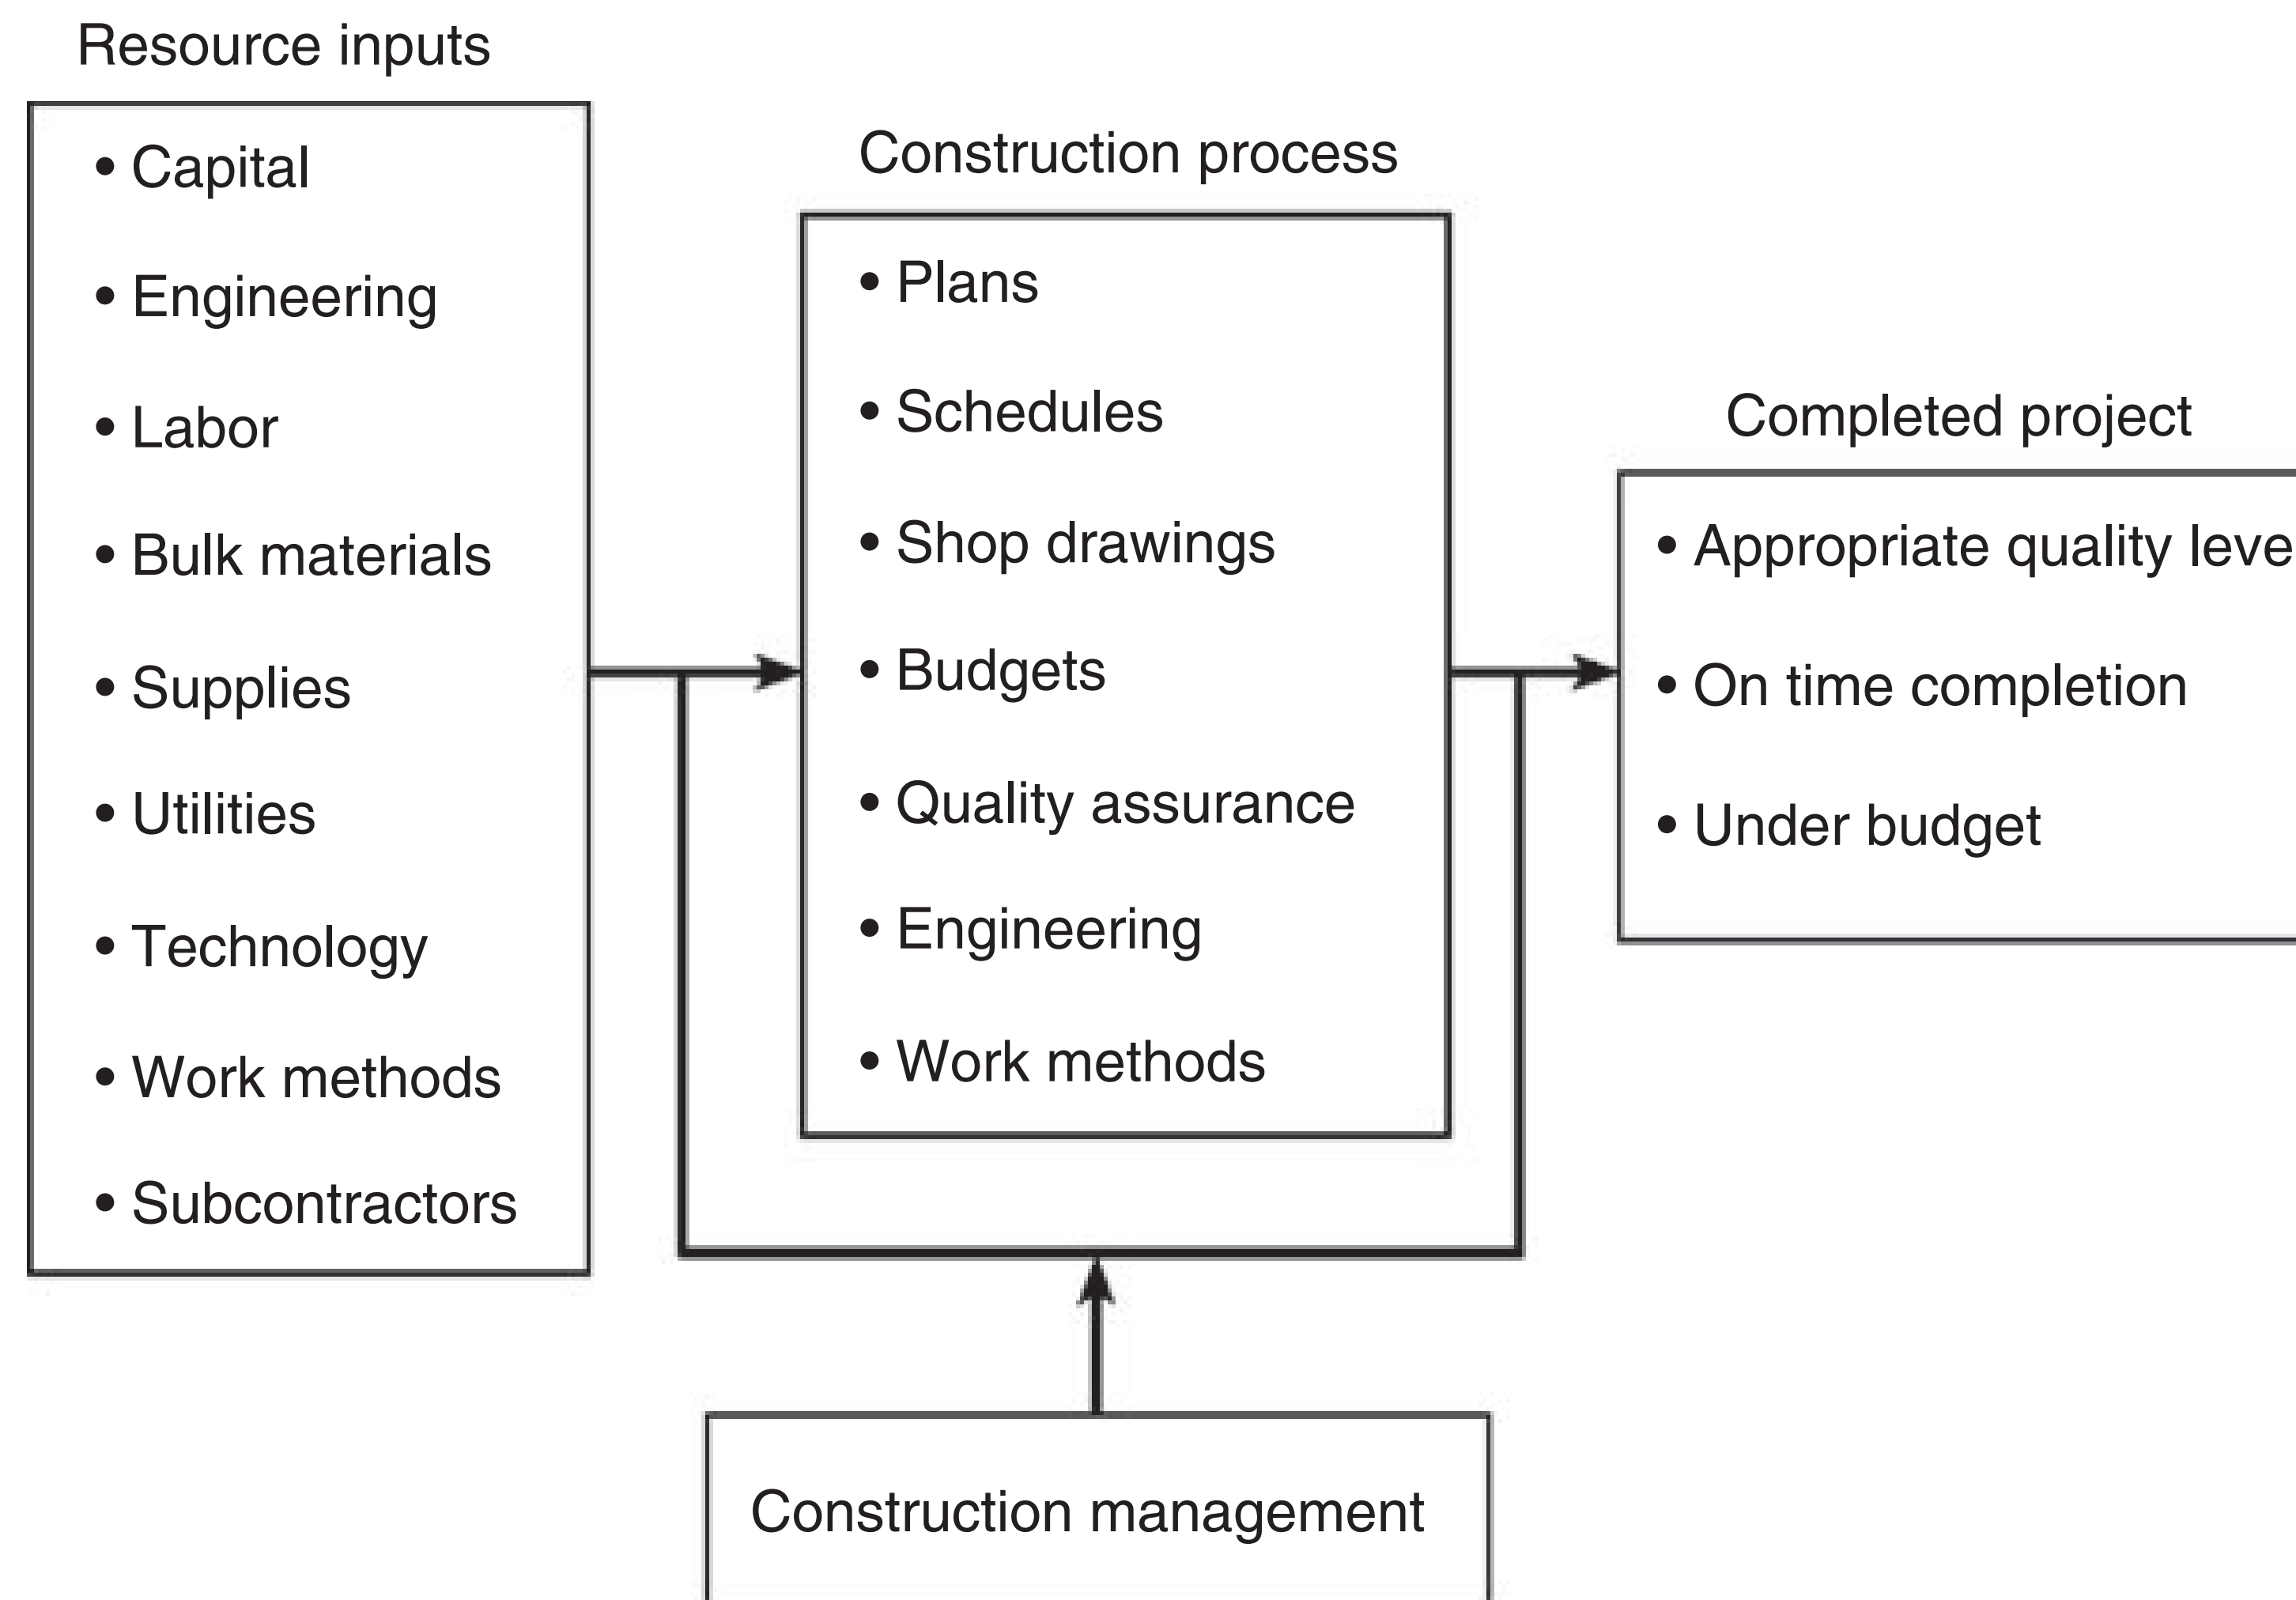 Resource inputs
• Capital
• Engineering
• Labor
• Bulk materials
• Supplies
• Utilities
• Technology
• Work methods
• Subcontractors
Construction process
• Plans
• Schedules
• Shop drawings
• Budgets
• Quality assurance
• Engineering
• Work methods
Completed project
• Appropriate quality leve
• On time completion
• Under budget
Construction management